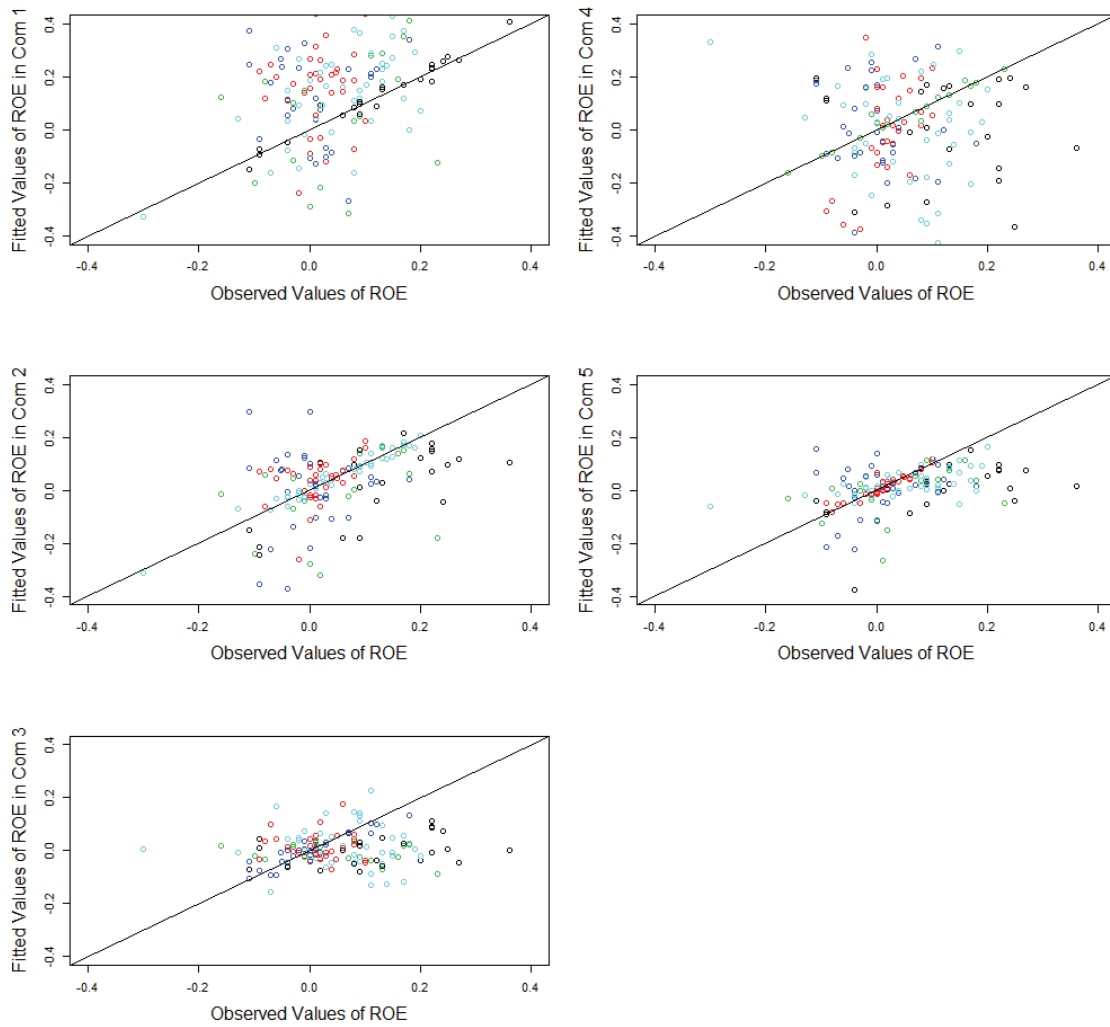 Fitted Values of ROE in Com 1
0.4
0.2
0.0
-0.2
-0.4
-0.4 -0.2 0.0 0.2 0.4
Observed Values of ROE
Fitted Values of ROE in Com 4
0.4
0.2
0.0
-0.2
-0.4
-0.4 -0.2 0.0 0.2 0.4
Observed Values of ROE
Fitted Values of ROE in Com 2
0.4
0.2
0.0
-0.2
-0.4
-0.4 -0.2 0.0 0.2 0.4
Observed Values of ROE
Fitted Values of ROE in Com 5
0.4
0.2
0.0
-0.2
-0.4
-0.4 -0.2 0.0 0.2 0.4
Observed Values of ROE
Fitted Values of ROE in Com 3
0.4
0.2
0.0
-0.2
-0.4
-0.4 -0.2 0.0 0.2 0.4
Observed Values of ROE